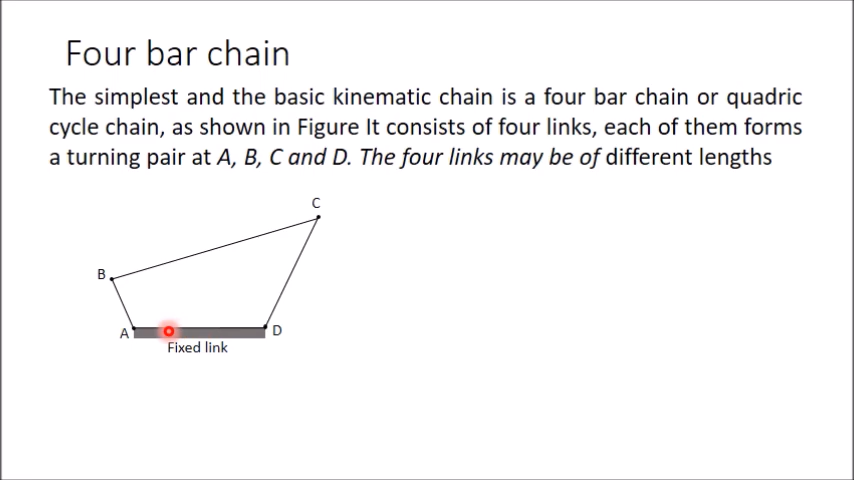 Four bar chain
The simplest and the basic kinematic chain is a four bar chain or quadric
cycle chain, as shown in Figure It consists of four links, each of them forms
a turning pair at A, B, C and D. The four links may be of different lengths
C
B
A
D
Fixed link